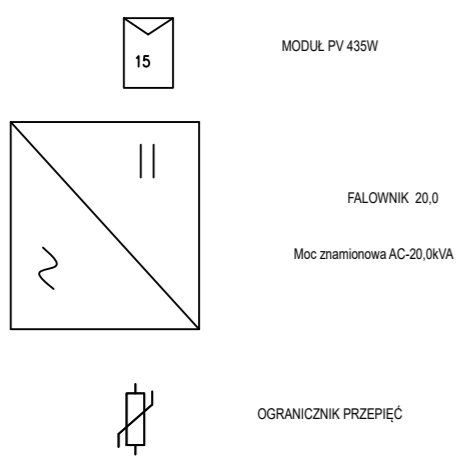 MODUŁ PV 435W
15
FALOWNIK 20,0
Moc znamionowa AC-20,0kVA
OGRANICZNIK PRZEPIĘĆ